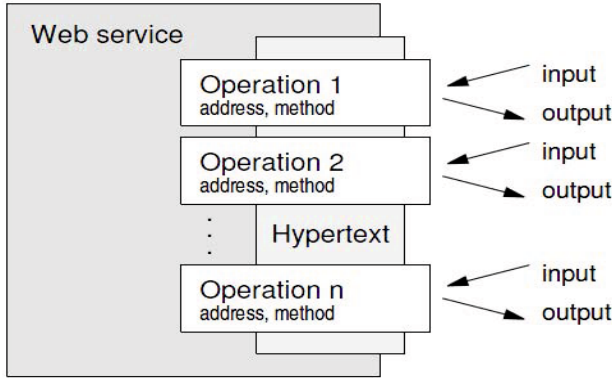 Web service
Operation 1
address, method
input
output
Operation 2
address, method
input
output
Hypertext
Operation n
address, method
input
output